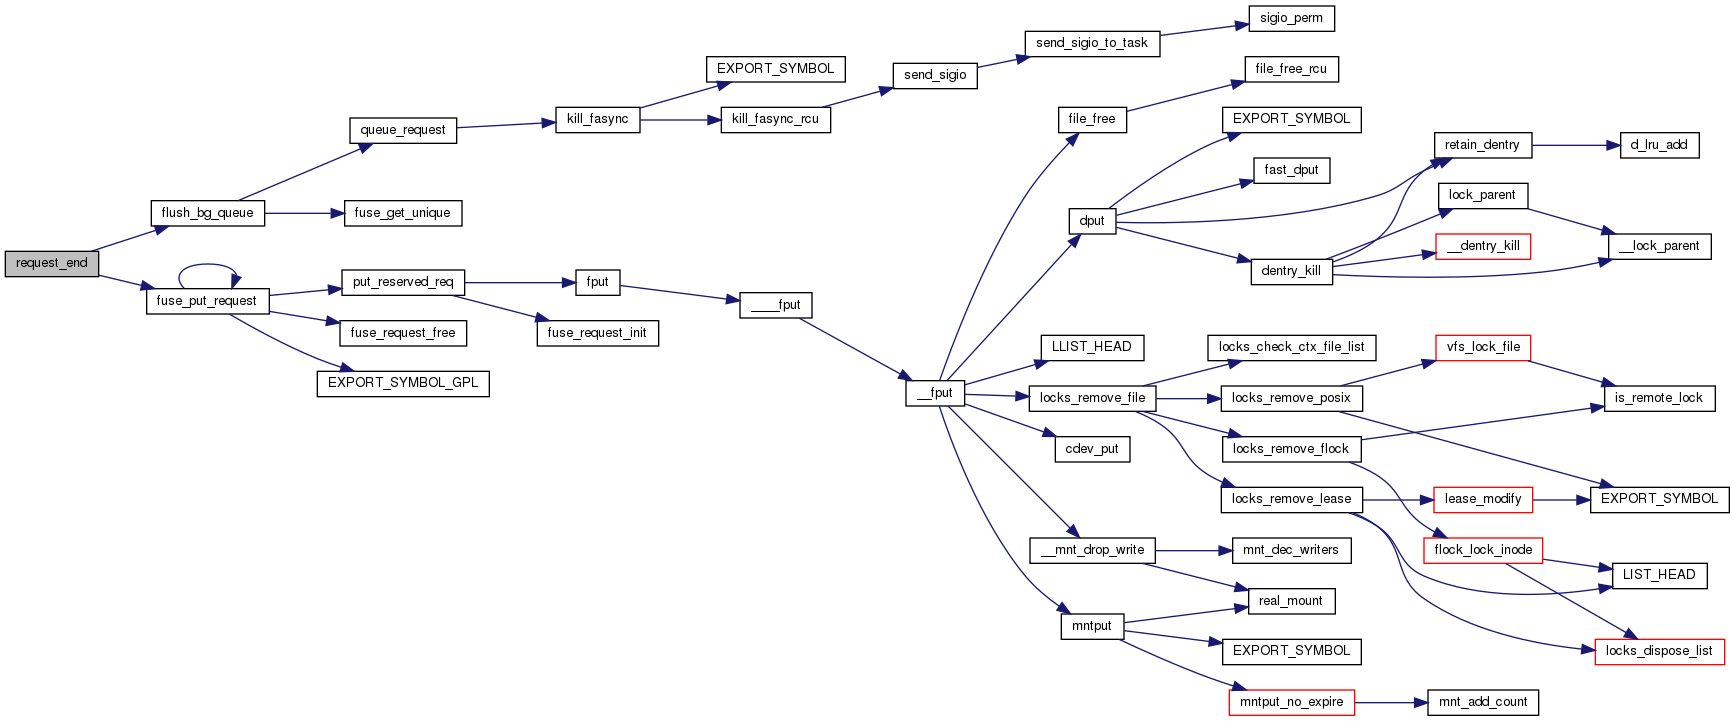 request_end
flush_bg_queue
fuse_put_request
queue_request
fuse_get_unique
put_reserved_req
fuse_request_free
EXPORT_SYMBOL_GPL
kill_fasync
fput
fuse_request_init
EXPORT_SYMBOL
kill_fasync_rcu
____fput
send_sigio
__fput
send_sigio_to_task
file_free
dput
LLIST_HEAD
locks_remove_file
cdev_put
__mnt_drop_write
mntput
sigio_perm
file_free_rcu
EXPORT_SYMBOL
fast_dput
dentry_kill
locks_check_ctx_file_list
locks_remove_posix
locks_remove_flock
locks_remove_lease
mnt_dec_writers
real_mount
EXPORT_SYMBOL
mntput_no_expire
retain_dentry
lock_parent
__dentry_kill
vfs_lock_file
lease_modify
flock_lock_inode
mnt_add_count
d_lru_add
__lock_parent
is_remote_lock
EXPORT_SYMBOL
LIST_HEAD
locks_dispose_list